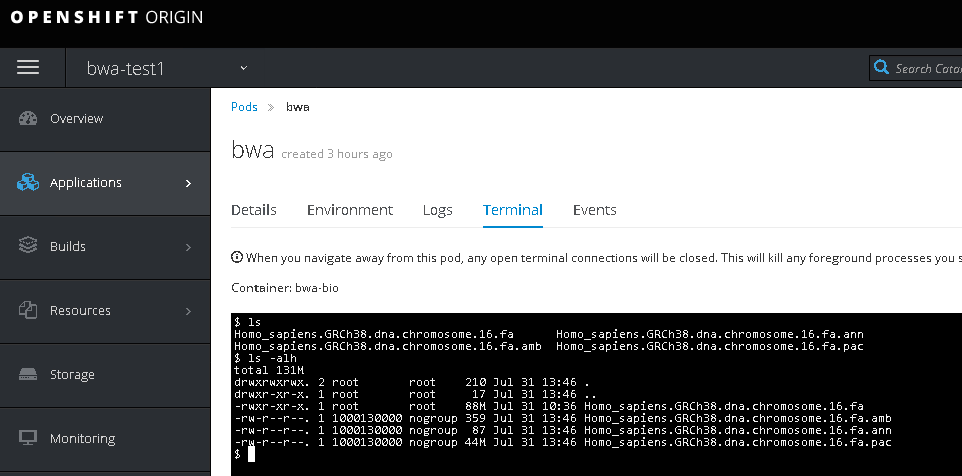 OPENSHIFT ORIGIN
bwa-test1
Search Cata
Overview
Applications
Builds
Resources
Storage
Monitoring
Pods » bwa
bwa created 3 hours ago
Details Environment Logs Terminal Events
When you navigate away from this pod, any open terminal connections will be closed. This will kill any foreground processes you s
Container: bwa-bio
$ ls
Homo_sapiens.GRCh38.dna.chromosome.16.fa Homo_sapiens.GRCh38.dna.chromosome.16.fa.ann
Homo_sapiens.GRCh38.dna.chromosome.16.fa.amb Homo_sapiens.GRCh38.dna.chromosome.16.fa.pac
$ ls -alh
total 131M
drwxrwxrwx. 2 root root 210 Jul 31 13:46 .
drwxr-xr-x. 1 root root 17 Jul 31 13:46 ..
-rwxr-xr-x. 1 root root 88M Jul 31 10:36 Homo_sapiens.GRCh38.dna.chromosome.16.fa
-rw-r--r--. 1 1000130000 nogroup 359 Jul 31 13:46 Homo_sapiens.GRCh38.dna.chromosome.16.fa.amb
-rw-r--r--. 1 1000130000 nogroup 87 Jul 31 13:46 Homo_sapiens.GRCh38.dna.chromosome.16.fa.ann
-rw-r--r--. 1 1000130000 nogroup 44M Jul 31 13:46 Homo_sapiens.GRCh38.dna.chromosome.16.fa.pac
$